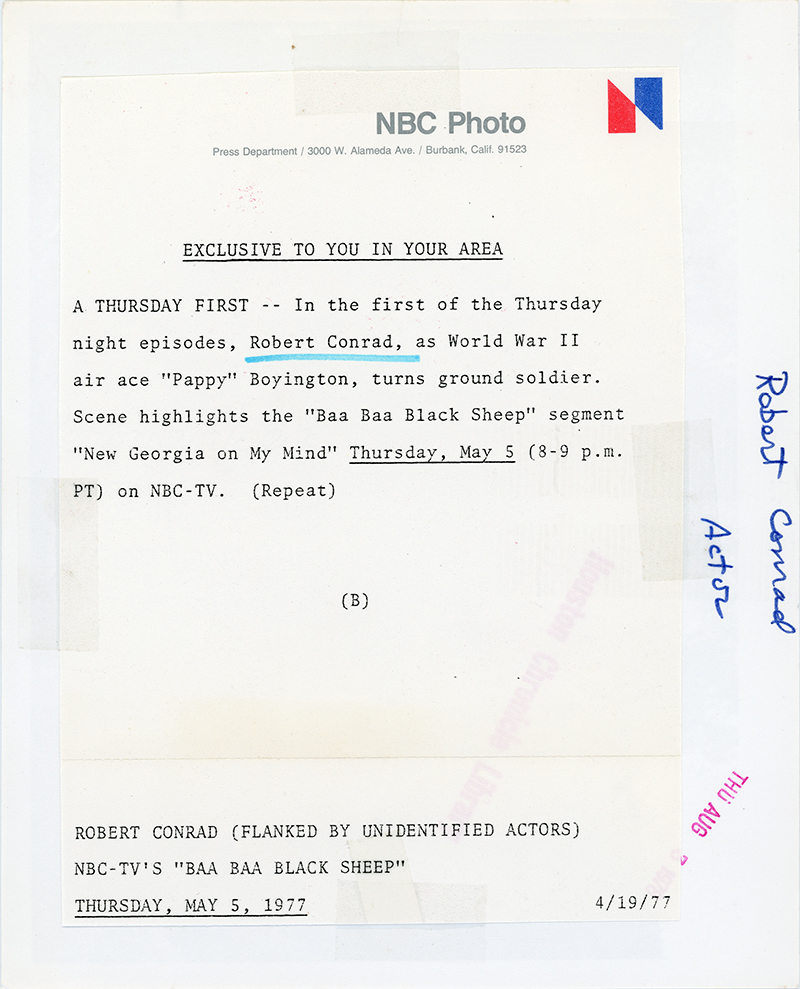 NBC Photo
Press Department / 3000 W. Alameda Ave. / Burbank, Calif. 91523
EXCLUSIVE TO YOU IN YOUR AREA
A THURSDAY FIRST -- In the first of the Thursday
night episodes, Robert Conrad, as World War II
air ace "Pappy" Boyington, turns ground soldier.
Scene highlights the "Baa Baa Black Sheep" segment
"New Georgia on My Mind" Thursday, May 5 (8-9 p.m.
PT) on NBC-TV. (Repeat)
(B)
ROBERT CONRAD (FLANKED BY UNIDENTIFIED ACTORS)
NBC-TV'S "BAA BAA BLACK SHEEP"
THURSDAY, MAY 5, 1977 4/19/77
Robert Conrad
Actor
Houston Chronicle
THU AUG